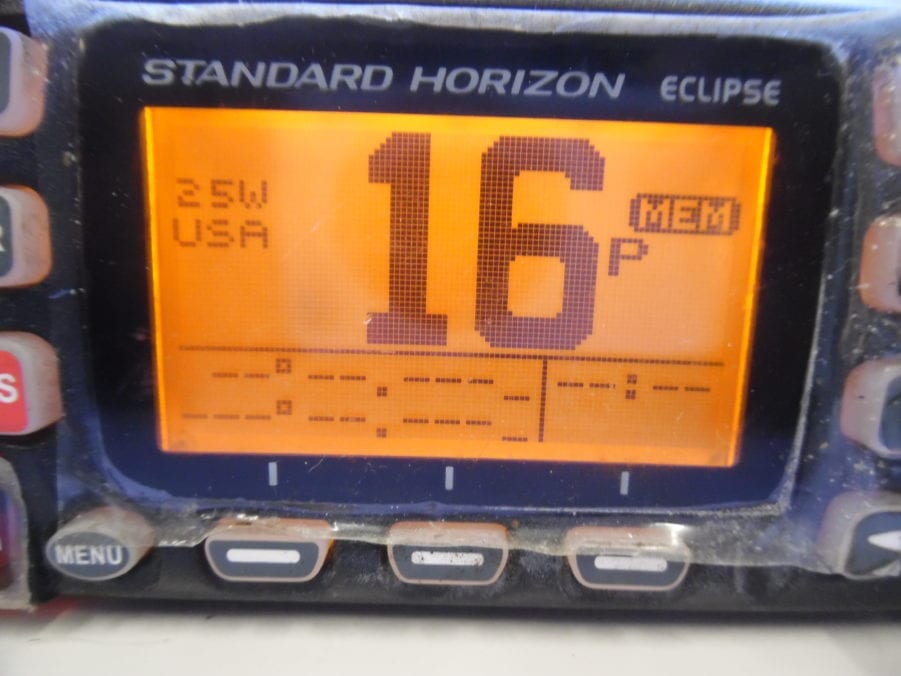 STANDARD HORIZON ECLIPSE
25W
USA
16
P
MEM
---°--.--- --:--
---°--.---
S
R
MENU